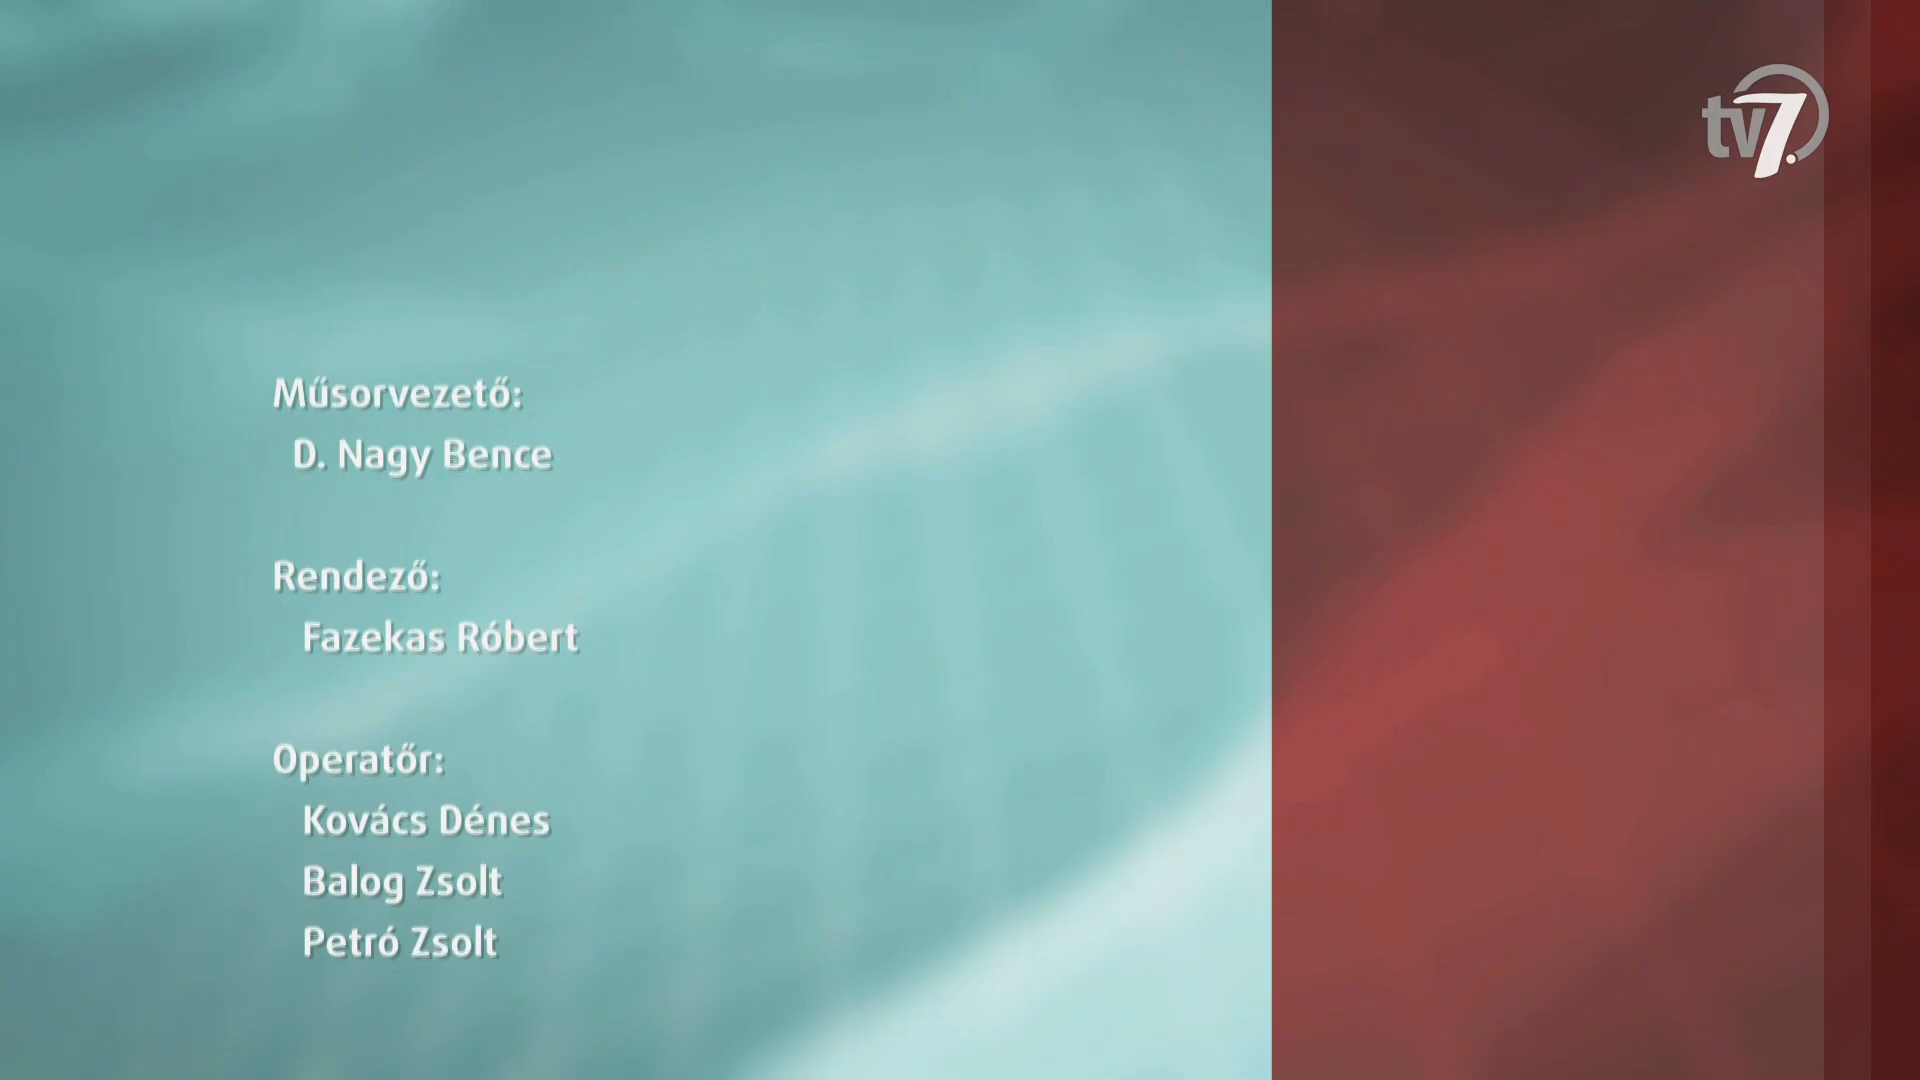 tv7.
Műsorvezető:
D. Nagy Bence
Rendező:
Fazekas Róbert
Operatőr:
Kovács Dénes
Balog Zsolt
Petró Zsolt